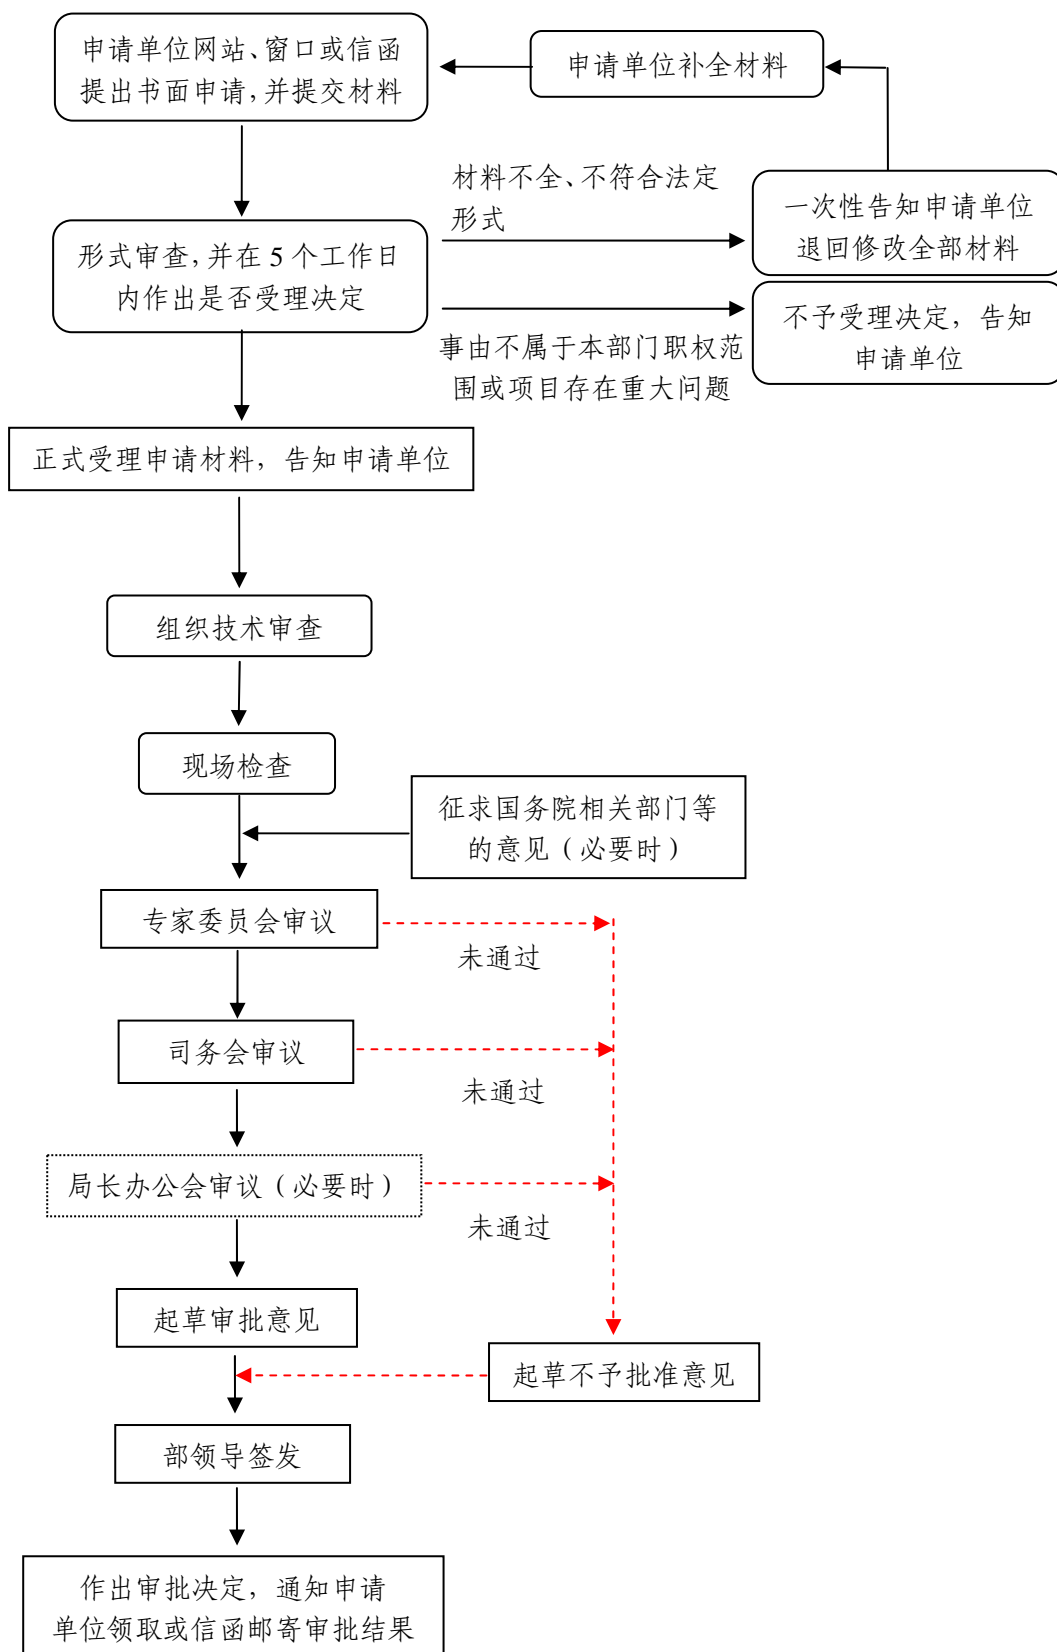 申请单位网站、窗口或信函
提出书面申请,并提交材料
申请单位补全材料
材料不全、不符合法定
形式
一次性告知申请单位
退回修改全部材料
形式审查,并在 5 个工作日
内作出是否受理决定
不予受理决定，告知
申请单位
事由不属于本部门职权范
围或项目存在重大问题
正式受理申请材料，告知申请单位
组织技术审查
现场检查
征求国务院相关部门等
的意见（必要时）
专家委员会审议
未通过
司务会审议
未通过
局长办公会审议（必要时）
未通过
起草审批意见
起草不予批准意见
部领导签发
作出审批决定，通知申请
单位领取或信函邮寄审批结果